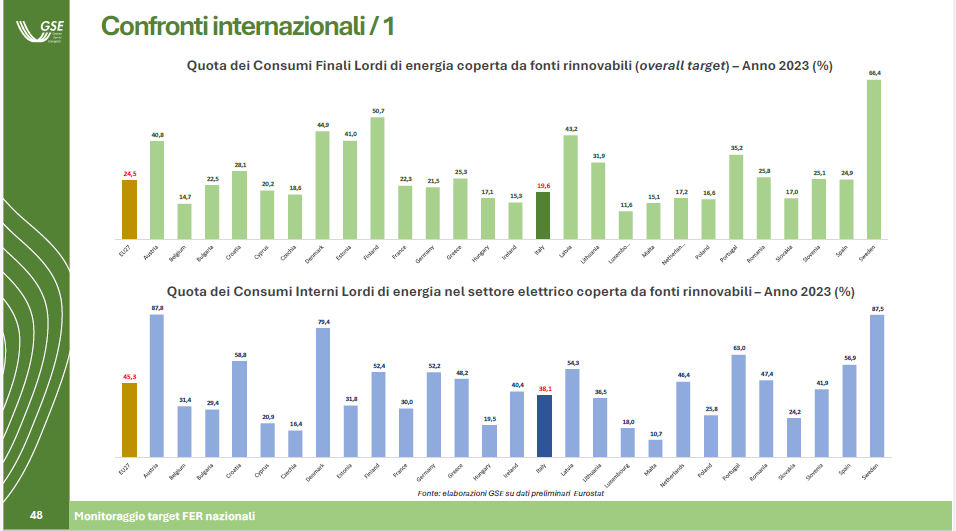 GSE
Confronti internazionali / 1
Quota dei Consumi Finali Lordi di energia coperta da fonti rinnovabili (overall target) – Anno 2023 (%)
24,5 40,8 14,7 22,5 28,1 20,2 18,6 44,9 41,0 50,7 22,3 21,5 25,3 17,1 15,3 19,6 43,2 31,9 11,6 15,1 17,2 16,6 35,2 25,8 17,0 25,1 24,9 66,4
EU27 Austria Belgium Bulgaria Croatia Cyprus Czechia Denmark Estonia Finland France Germany Greece Hungary Ireland Italy Latvia Lithuania Luxembo... Malta Netherlan... Poland Portugal Romania Slovakia Slovenia Spain Sweden
Quota dei Consumi Interni Lordi di energia nel settore elettrico coperta da fonti rinnovabili – Anno 2023 (%)
45,3 87,8 31,4 29,4 58,8 20,9 16,4 79,4 31,8 52,4 30,0 52,2 48,2 19,5 40,4 38,1 54,3 36,5 18,0 10,7 46,4 25,8 63,0 47,4 24,2 41,9 56,9 87,5
EU27 Austria Belgium Bulgaria Croatia Cyprus Czechia Denmark Estonia Finland France Germany Greece Hungary Ireland Italy Latvia Lithuania Luxembourg Malta Netherlands Poland Portugal Romania Slovakia Slovenia Spain Sweden
Fonte: elaborazioni GSE su dati preliminari Eurostat
48 Monitoraggio target FER nazionali